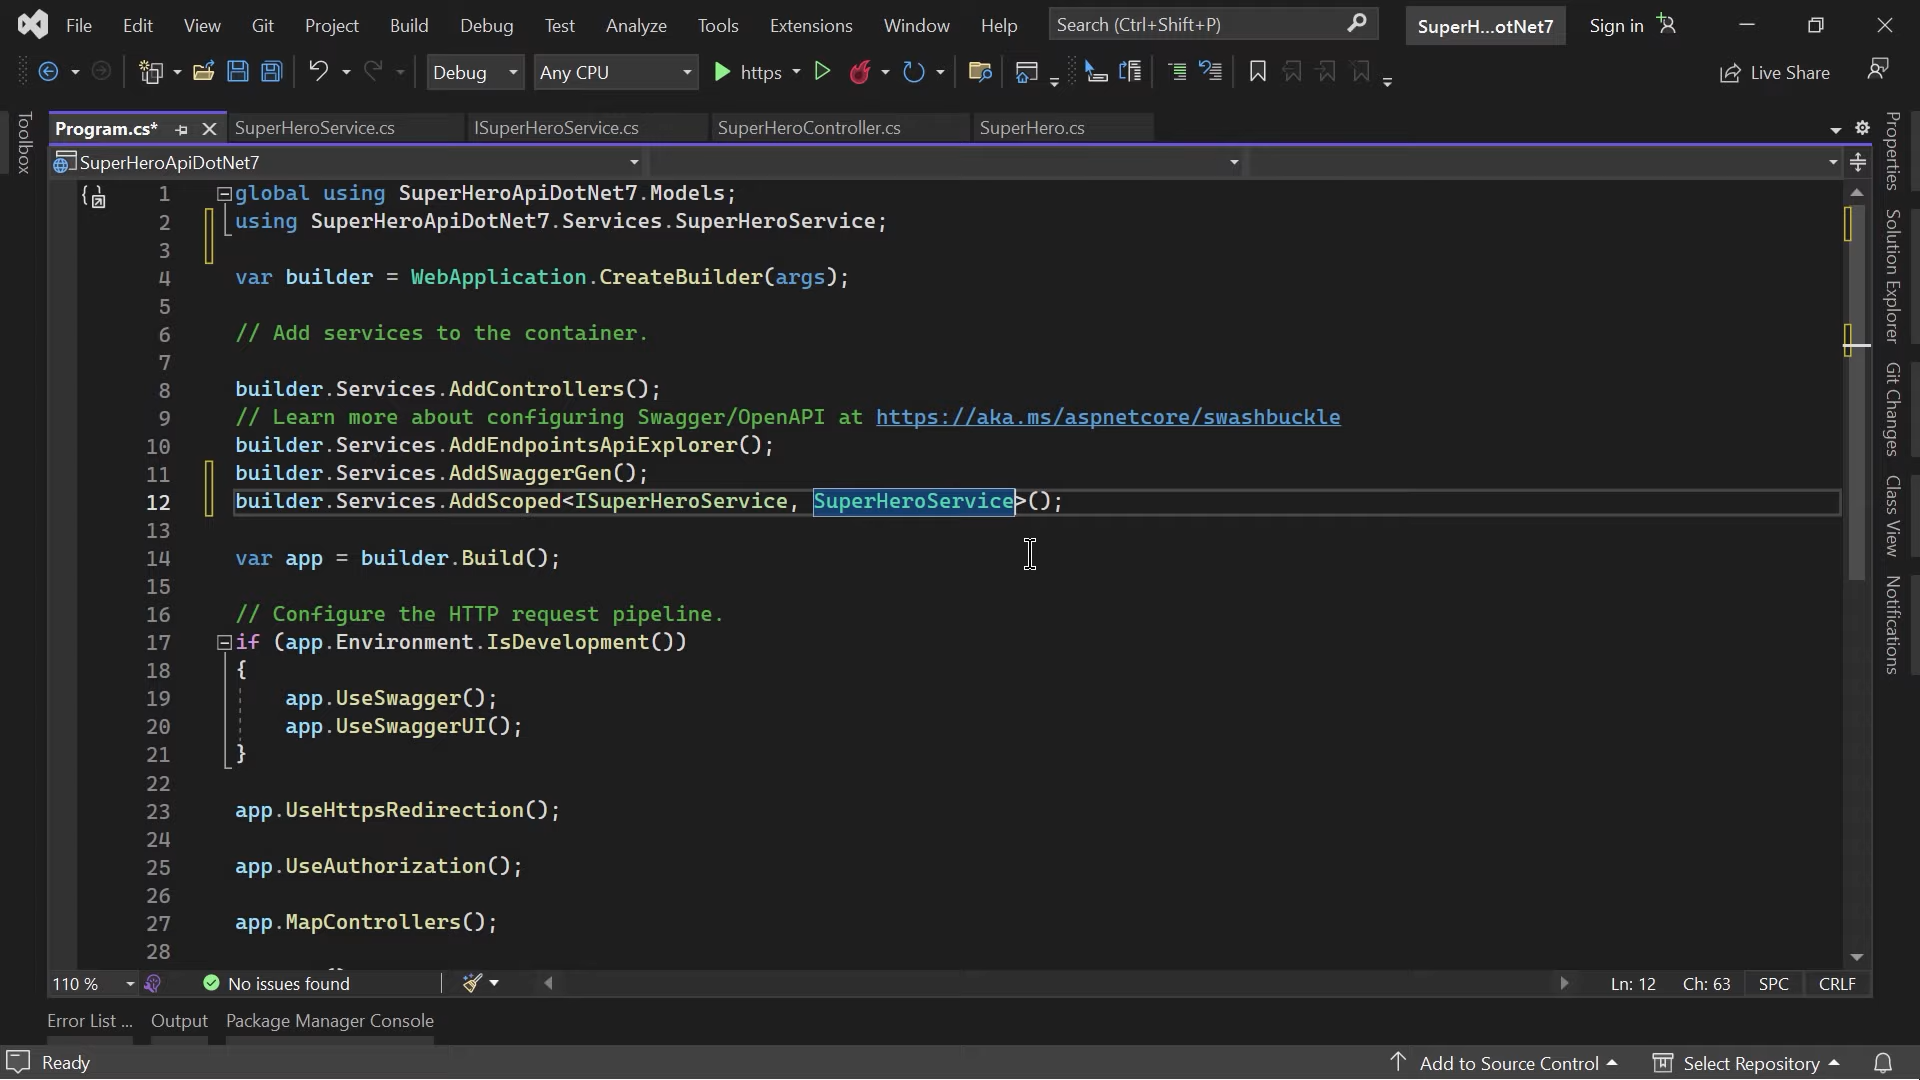 File Edit View Git Project Build Debug Test Analyze Tools Extensions Window Help Search (Ctrl+Shift+P) SuperH...otNet7 Sign in
Debug Any CPU https Live Share
Toolbox
Program.cs* SuperHeroService.cs ISuperHeroService.cs SuperHeroController.cs SuperHero.cs
SuperHeroApiDotNet7
1 global using SuperHeroApiDotNet7.Models;
2 using SuperHeroApiDotNet7.Services.SuperHeroService;
3
4 var builder = WebApplication.CreateBuilder(args);
5
6 // Add services to the container.
7
8 builder.Services.AddControllers();
9 // Learn more about configuring Swagger/OpenAPI at https://aka.ms/aspnetcore/swashbuckle
10 builder.Services.AddEndpointsApiExplorer();
11 builder.Services.AddSwaggerGen();
12 builder.Services.AddScoped<ISuperHeroService, SuperHeroService>();
13
14 var app = builder.Build();
15
16 // Configure the HTTP request pipeline.
17 if (app.Environment.IsDevelopment())
18 {
19 app.UseSwagger();
20 app.UseSwaggerUI();
21 }
22
23 app.UseHttpsRedirection();
24
25 app.UseAuthorization();
26
27 app.MapControllers();
28
Properties
Solution Explorer
Git Changes
Class View
Notifications
110 % No issues found Ln: 12 Ch: 63 SPC CRLF
Error List ... Output Package Manager Console
Ready Add to Source Control Select Repository